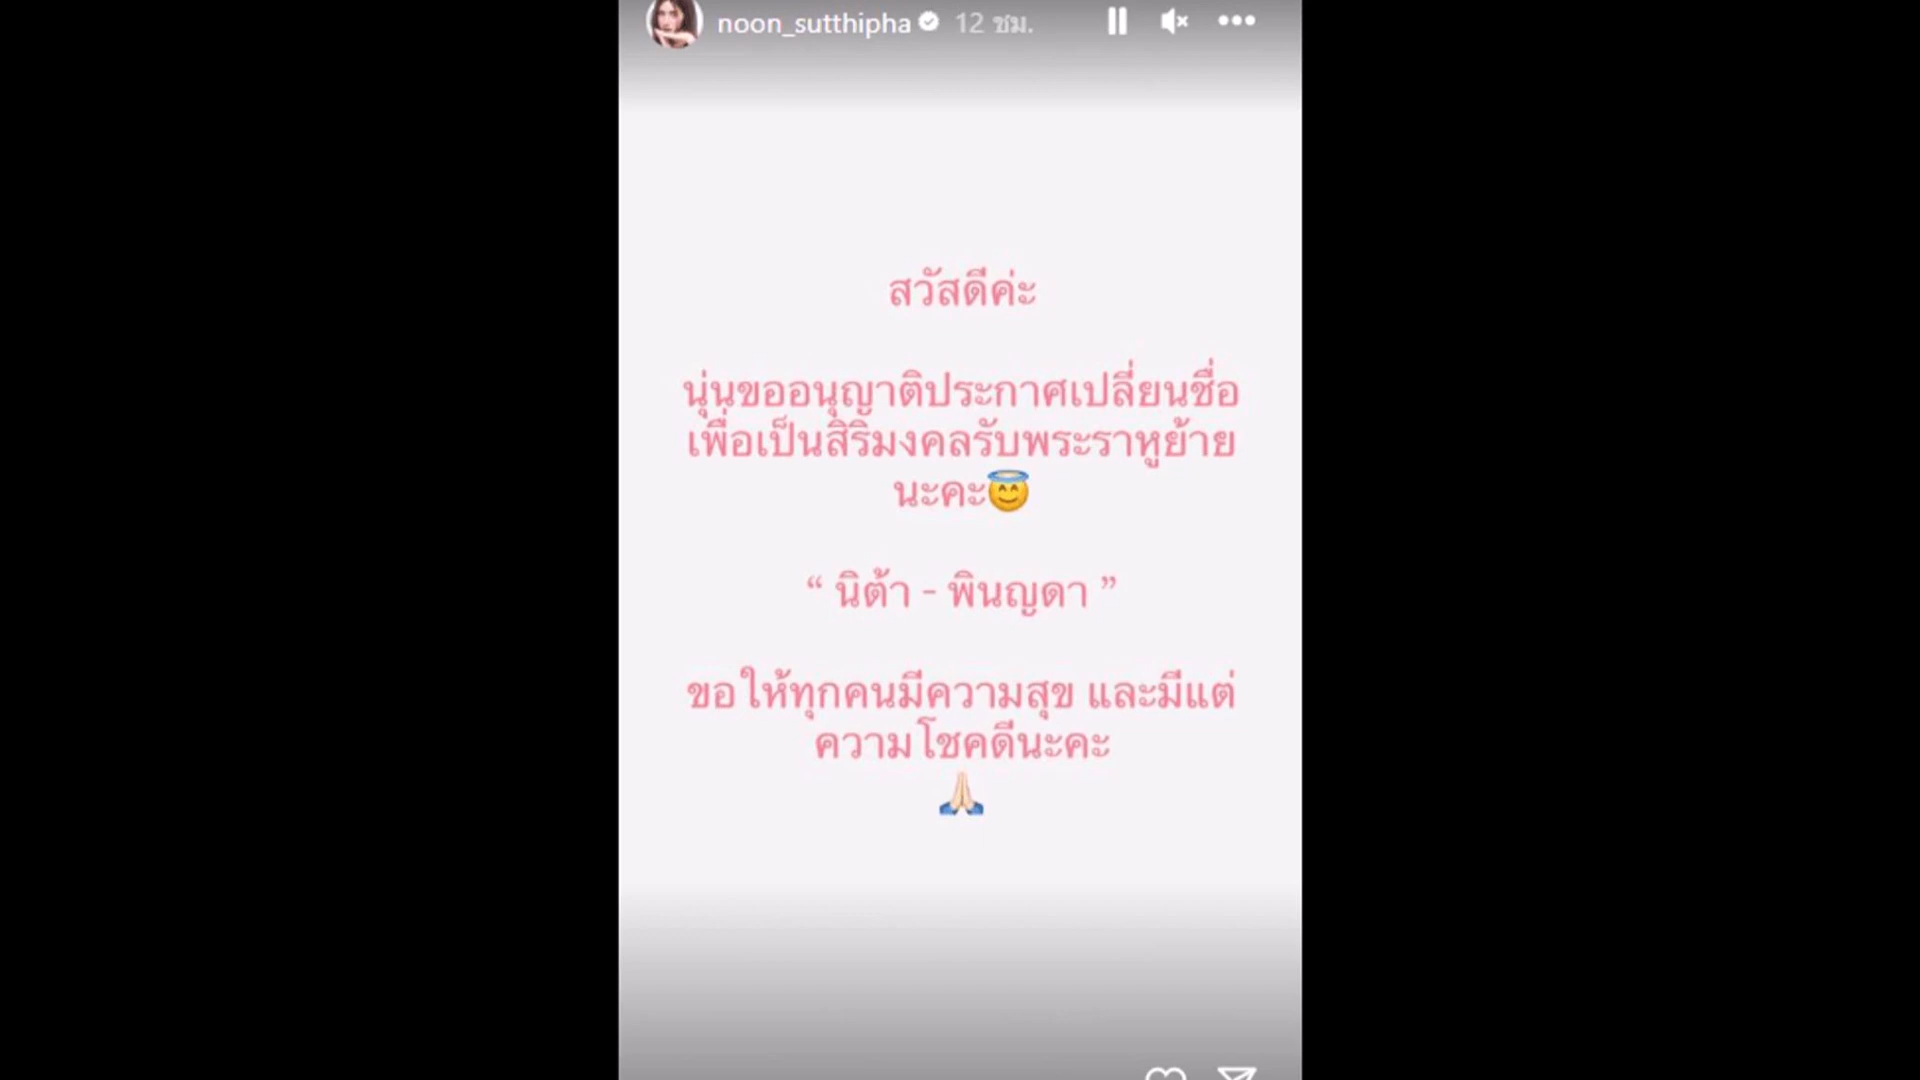 noon_sutthipha 12 ชม.
สวัสดีค่ะ
นุ่นขออนุญาติประกาศเปลี่ยนชื่อ
เพื่อเป็นสิริมงคลรับพระราหูย้าย
นะคะ😇
“ นิต้า - พินญดา ”
ขอให้ทุกคนมีความสุข และมีแต่
ความโชคดีนะคะ
🙏🏻